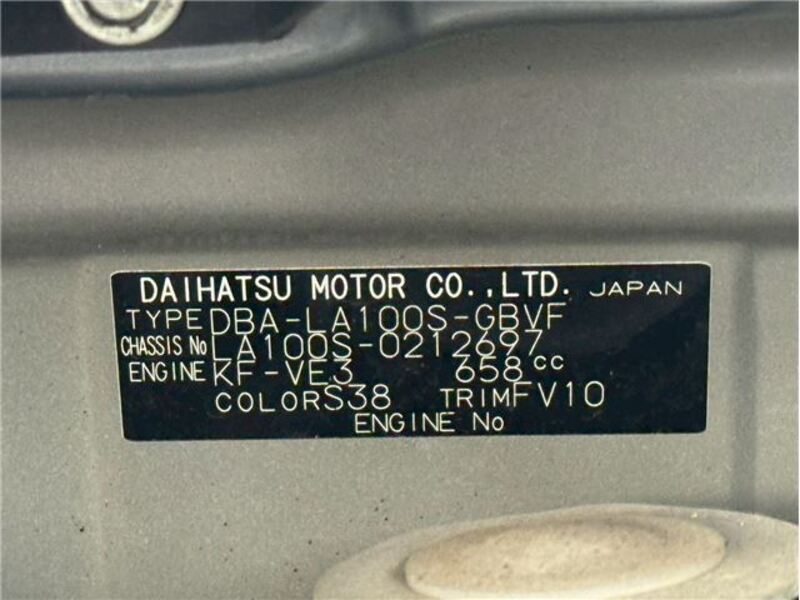 DAIHATSU MOTOR CO.,LTD. JAPAN
TYPE DBA-LA100S-GBVF
CHASSIS No LA100S-0212697
ENGINE KF-VE3 658cc
COLOR S38 TRIM FV10
ENGINE No